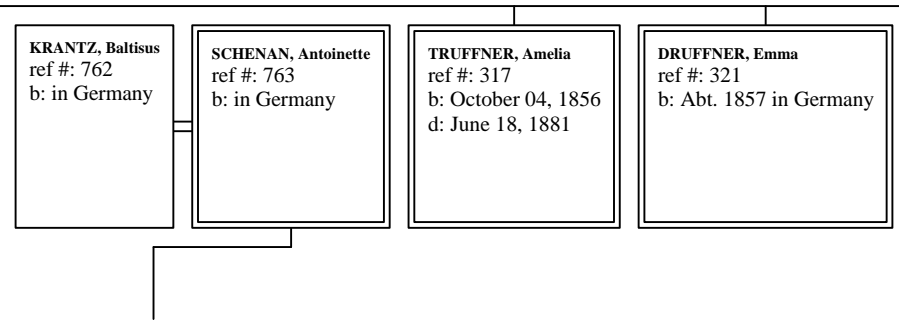 KRANTZ, Baltisus
ref #: 762
b: in Germany
SCHENAN, Antoinette
ref #: 763
b: in Germany
TRUFFNER, Amelia
ref #: 317
b: October 04, 1856
d: June 18, 1881
DRUFFNER, Emma
ref #: 321
b: Abt. 1857 in Germany